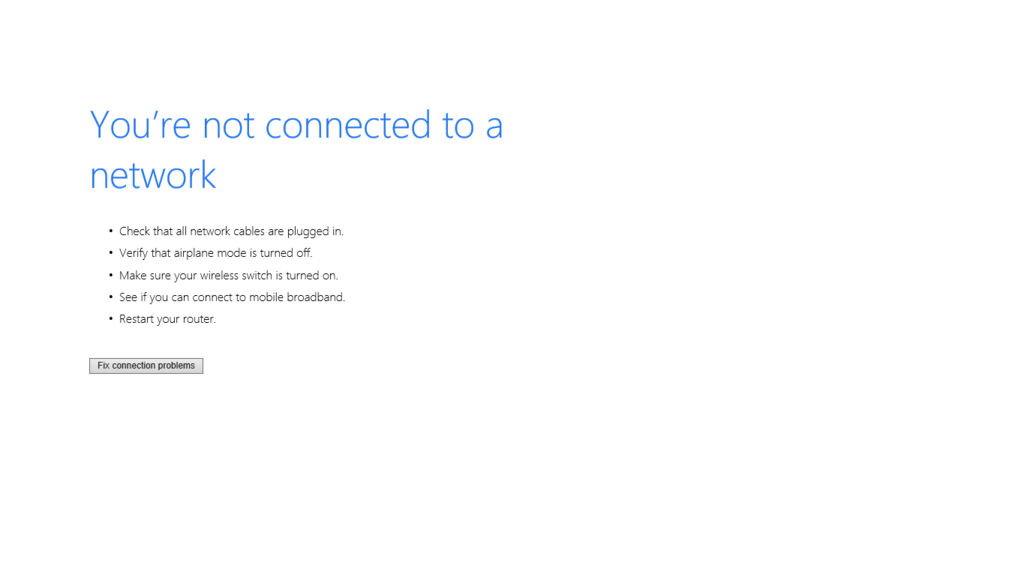 You’re not connected to a
network
• Check that all network cables are plugged in.
• Verify that airplane mode is turned off.
• Make sure your wireless switch is turned on.
• See if you can connect to mobile broadband.
• Restart your router.
Fix connection problems